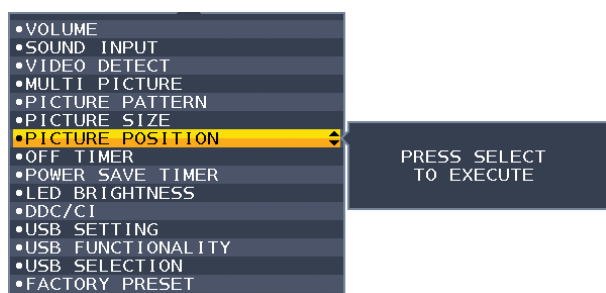 •VOLUME
•SOUND INPUT
•VIDEO DETECT
•MULTI PICTURE
•PICTURE PATTERN
•PICTURE SIZE
•PICTURE POSITION
•OFF TIMER
•POWER SAVE TIMER
•LED BRIGHTNESS
•DDC/CI
•USB SETTING
•USB FUNCTIONALITY
•USB SELECTION
•FACTORY PRESET
PRESS SELECT
TO EXECUTE